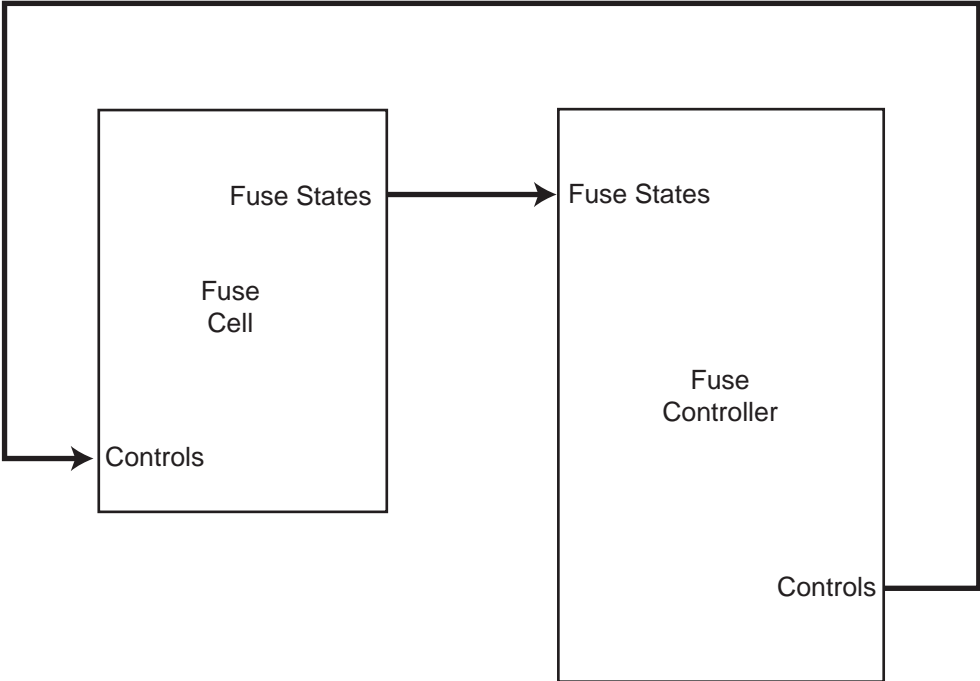 Fuse States
Fuse States
Fuse
Cell
Fuse
Controller
Controls
Controls